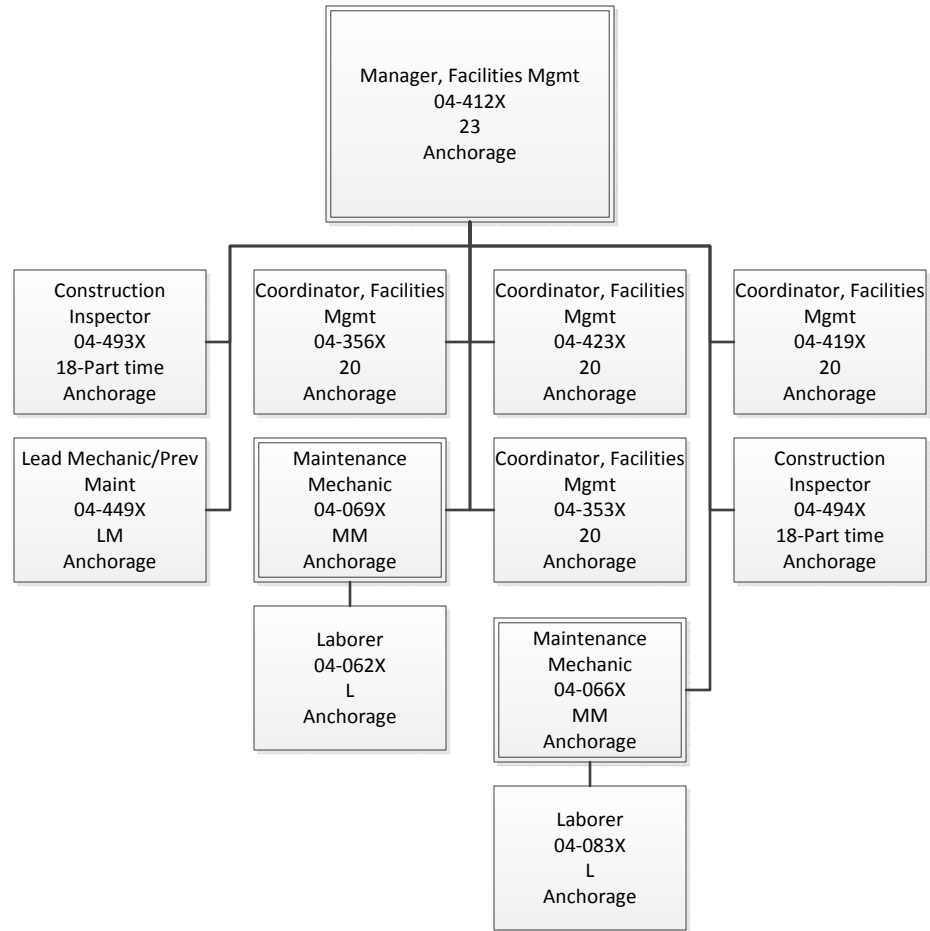 Manager, Facilities Mgmt
04-412X
23
Anchorage
Construction
Inspector
04-493X
18-Part time
Anchorage
Coordinator, Facilities
Mgmt
04-356X
20
Anchorage
Coordinator, Facilities
Mgmt
04-423X
20
Anchorage
Coordinator, Facilities
Mgmt
04-419X
20
Anchorage
Lead Mechanic/Prev
Maint
04-449X
LM
Anchorage
Maintenance
Mechanic
04-069X
MM
Anchorage
Coordinator, Facilities
Mgmt
04-353X
20
Anchorage
Construction
Inspector
04-494X
18-Part time
Anchorage
Laborer
04-062X
L
Anchorage
Maintenance
Mechanic
04-066X
MM
Anchorage
Laborer
04-083X
L
Anchorage